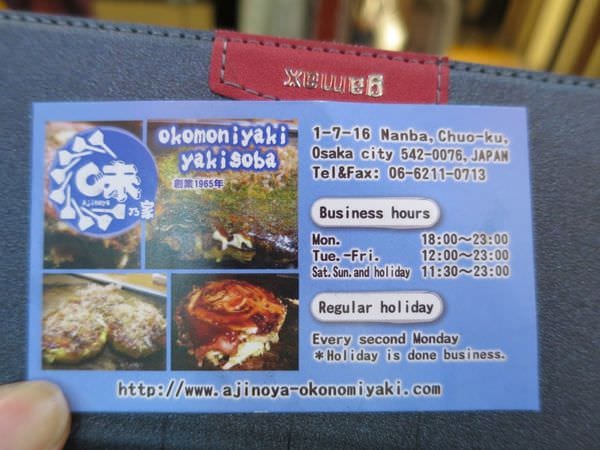 gamax
okomoniyaki
yakisoba
創業1965年
味
Ajinoya
乃家
1-7-16 Nanba,Chuo-ku,
Osaka city 542-0076,JAPAN
Tel&Fax: 06-6211-0713
Business hours
Mon. 18:00～23:00
Tue.-Fri. 12:00～23:00
Sat.Sun.and holiday 11:30～23:00
Regular holiday
Every second Monday
*Holiday is done business.
http://www.ajinoya-okonomiyaki.com